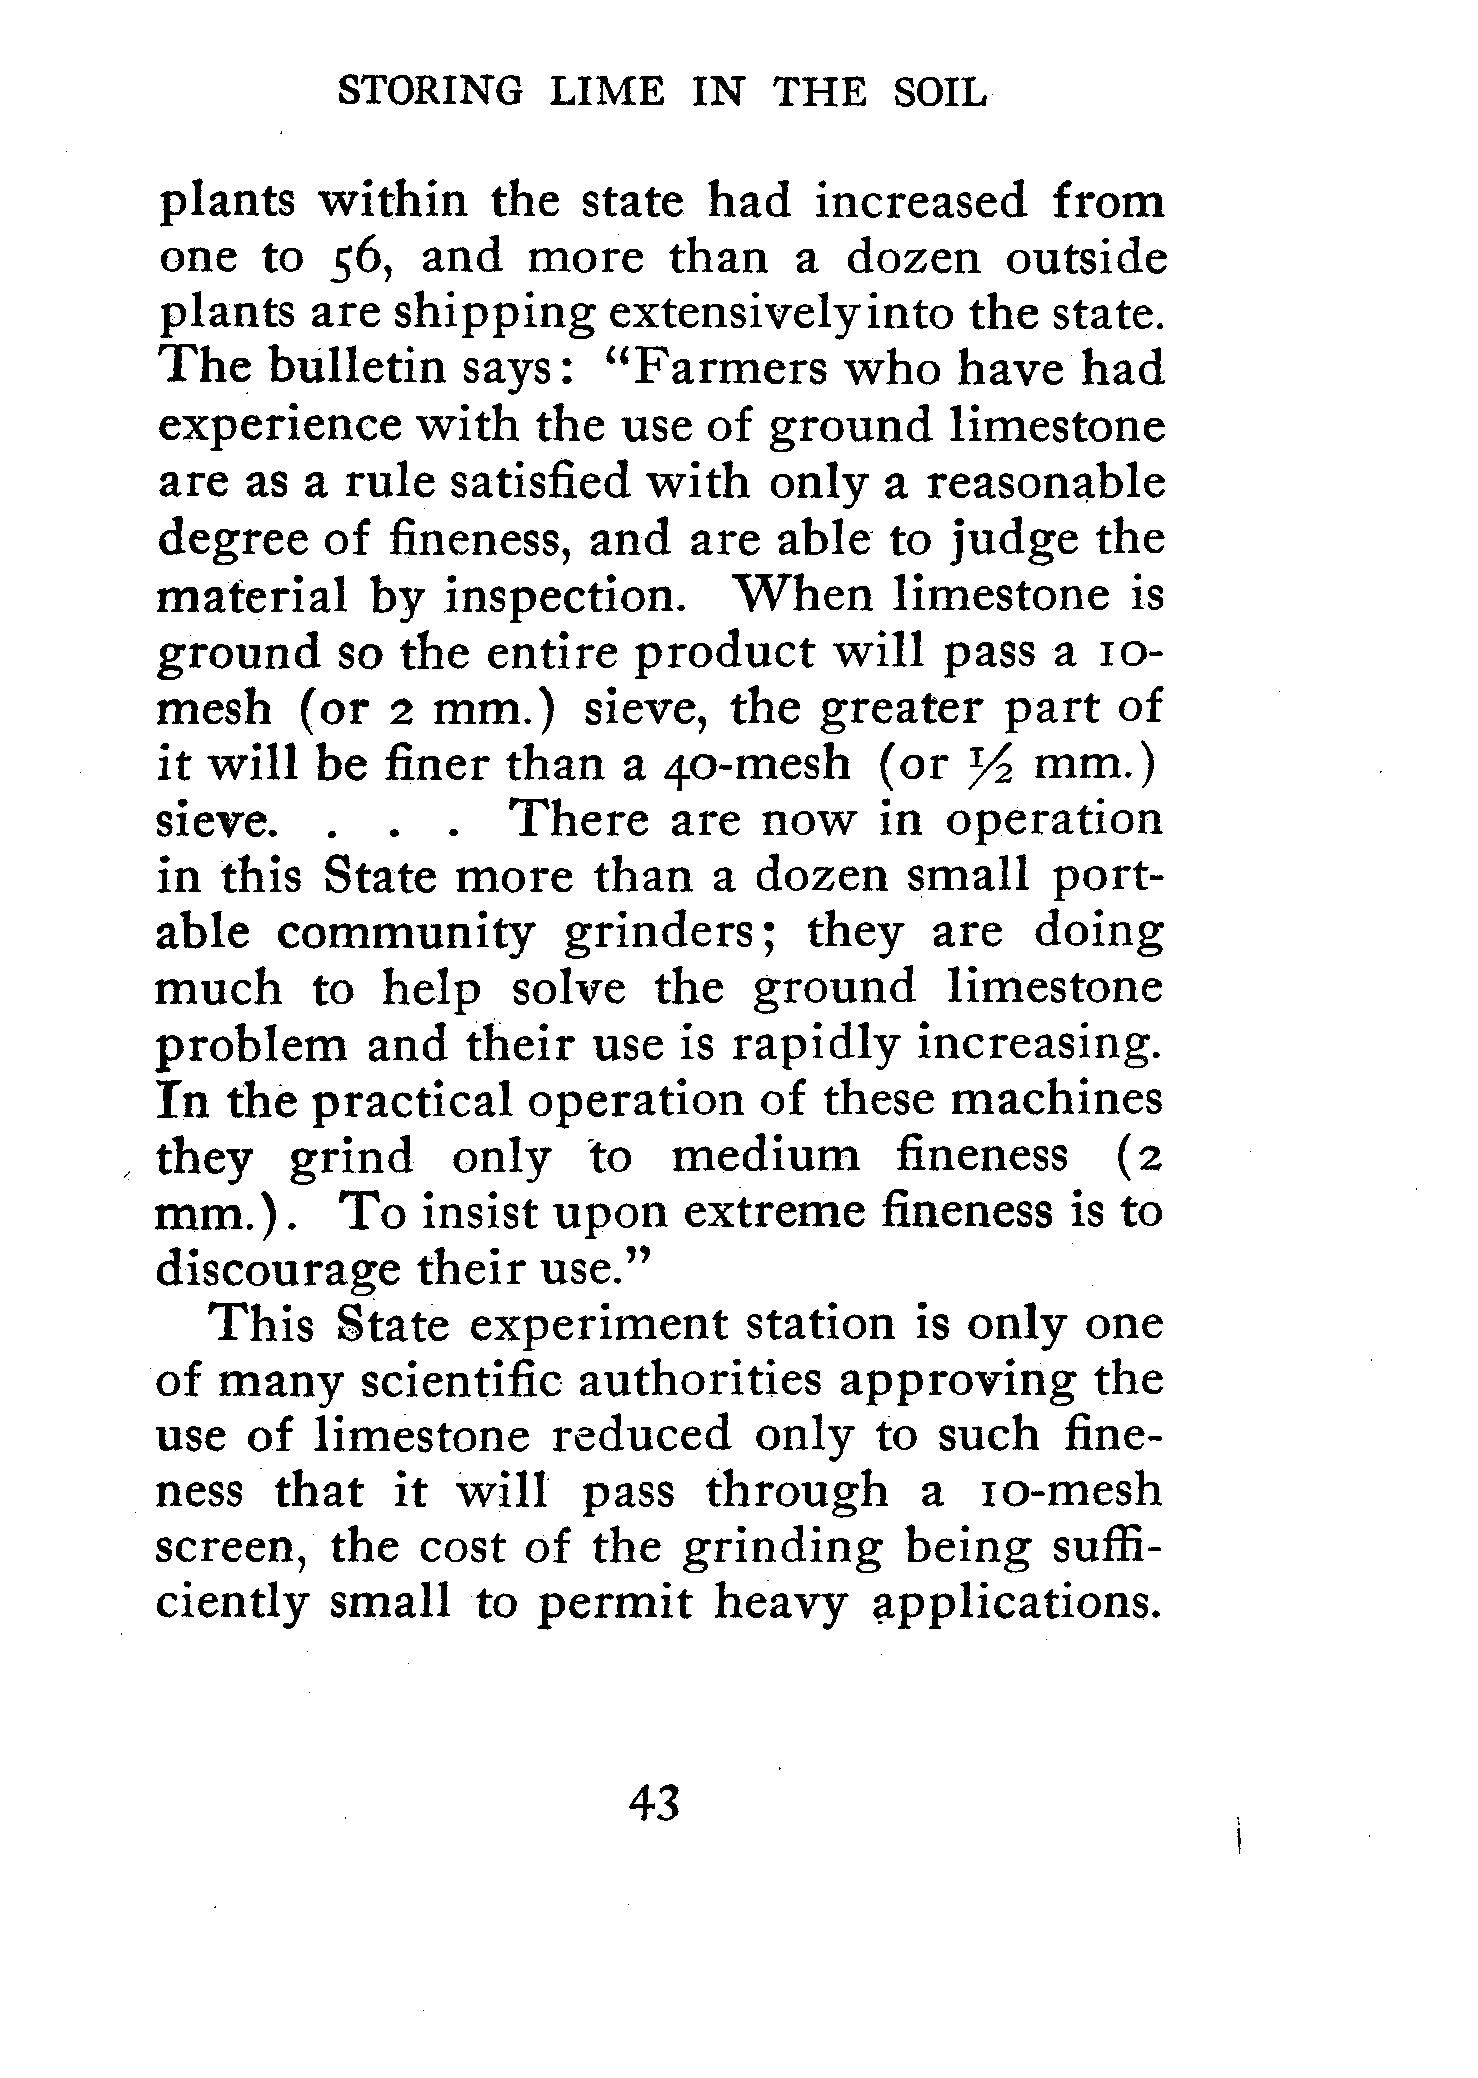 STORING LIME IN THE SOIL
plants within the state had increased from
one to 56, and more than a dozen outside
plants are shipping extensively into the state.
The bulletin says: “Farmers who have had
experience with the use of ground limestone
are as a rule satisfied with only a reasonable
degree of fineness, and are able to judge the
material by inspection. When limestone is
ground so the entire product will pass a 10-
mesh (or 2 mm.) sieve, the greater part of
it will be finer than a 40-mesh (or ½ mm.)
sieve. . . . There are now in operation
in this State more than a dozen small port-
able community grinders; they are doing
much to help solve the ground limestone
problem and their use is rapidly increasing.
In the practical operation of these machines
they grind only to medium fineness (2
mm.). To insist upon extreme fineness is to
discourage their use.”
This State experiment station is only one
of many scientific authorities approving the
use of limestone reduced only to such fine-
ness that it will pass through a 10-mesh
screen, the cost of the grinding being suffi-
ciently small to permit heavy applications.
43